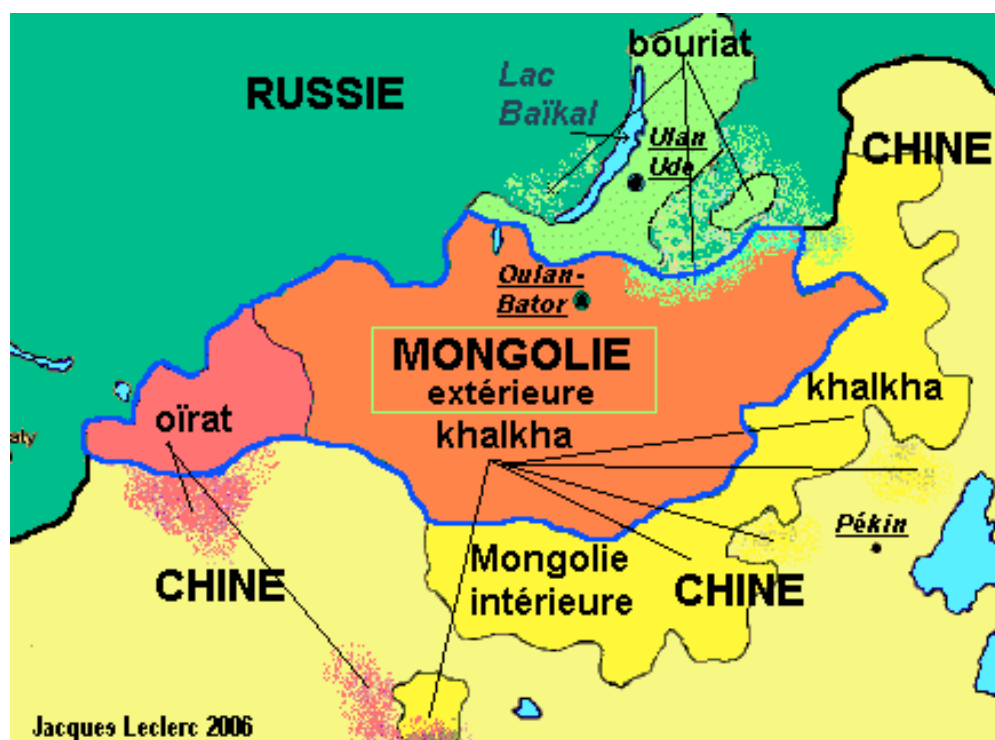 bouriat
RUSSIE
Lac
Baïkal
Ulan
Ude
CHINE
Oulan-
Bator
MONGOLIE
extérieure
khalkha
khalkha
oïrat
aly
Pékin
Mongolie
intérieure
CHINE
CHINE
Jacques Leclerc 2006